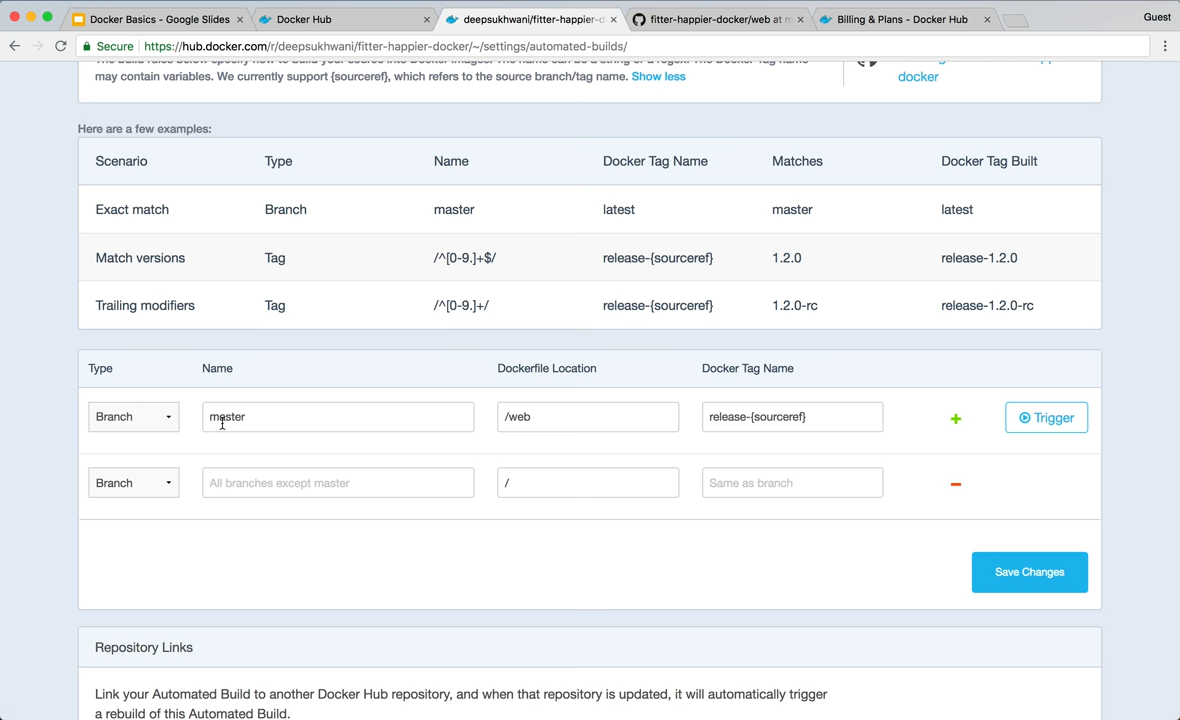 Docker Basics - Google Slides
Docker Hub
deepsukhwani/fitter-happier-d
fitter-happier-docker/web at m
Billing & Plans - Docker Hub
Guest
Secure https://hub.docker.com/r/deepsukhwani/fitter-happier-docker/~/settings/automated-builds/
may contain variables. We currently support {sourceref}, which refers to the source branch/tag name. Show less
docker
Here are a few examples:
Scenario Type Name Docker Tag Name Matches Docker Tag Built
Exact match Branch master latest master latest
Match versions Tag /^[0-9.]+$/ release-{sourceref} 1.2.0 release-1.2.0
Trailing modifiers Tag /^[0-9.]+/ release-{sourceref} 1.2.0-rc release-1.2.0-rc
Type Name Dockerfile Location Docker Tag Name
Branch master /web release-{sourceref} + Trigger
Branch All branches except master / Same as branch -
Save Changes
Repository Links
Link your Automated Build to another Docker Hub repository, and when that repository is updated, it will automatically trigger
a rebuild of this Automated Build.